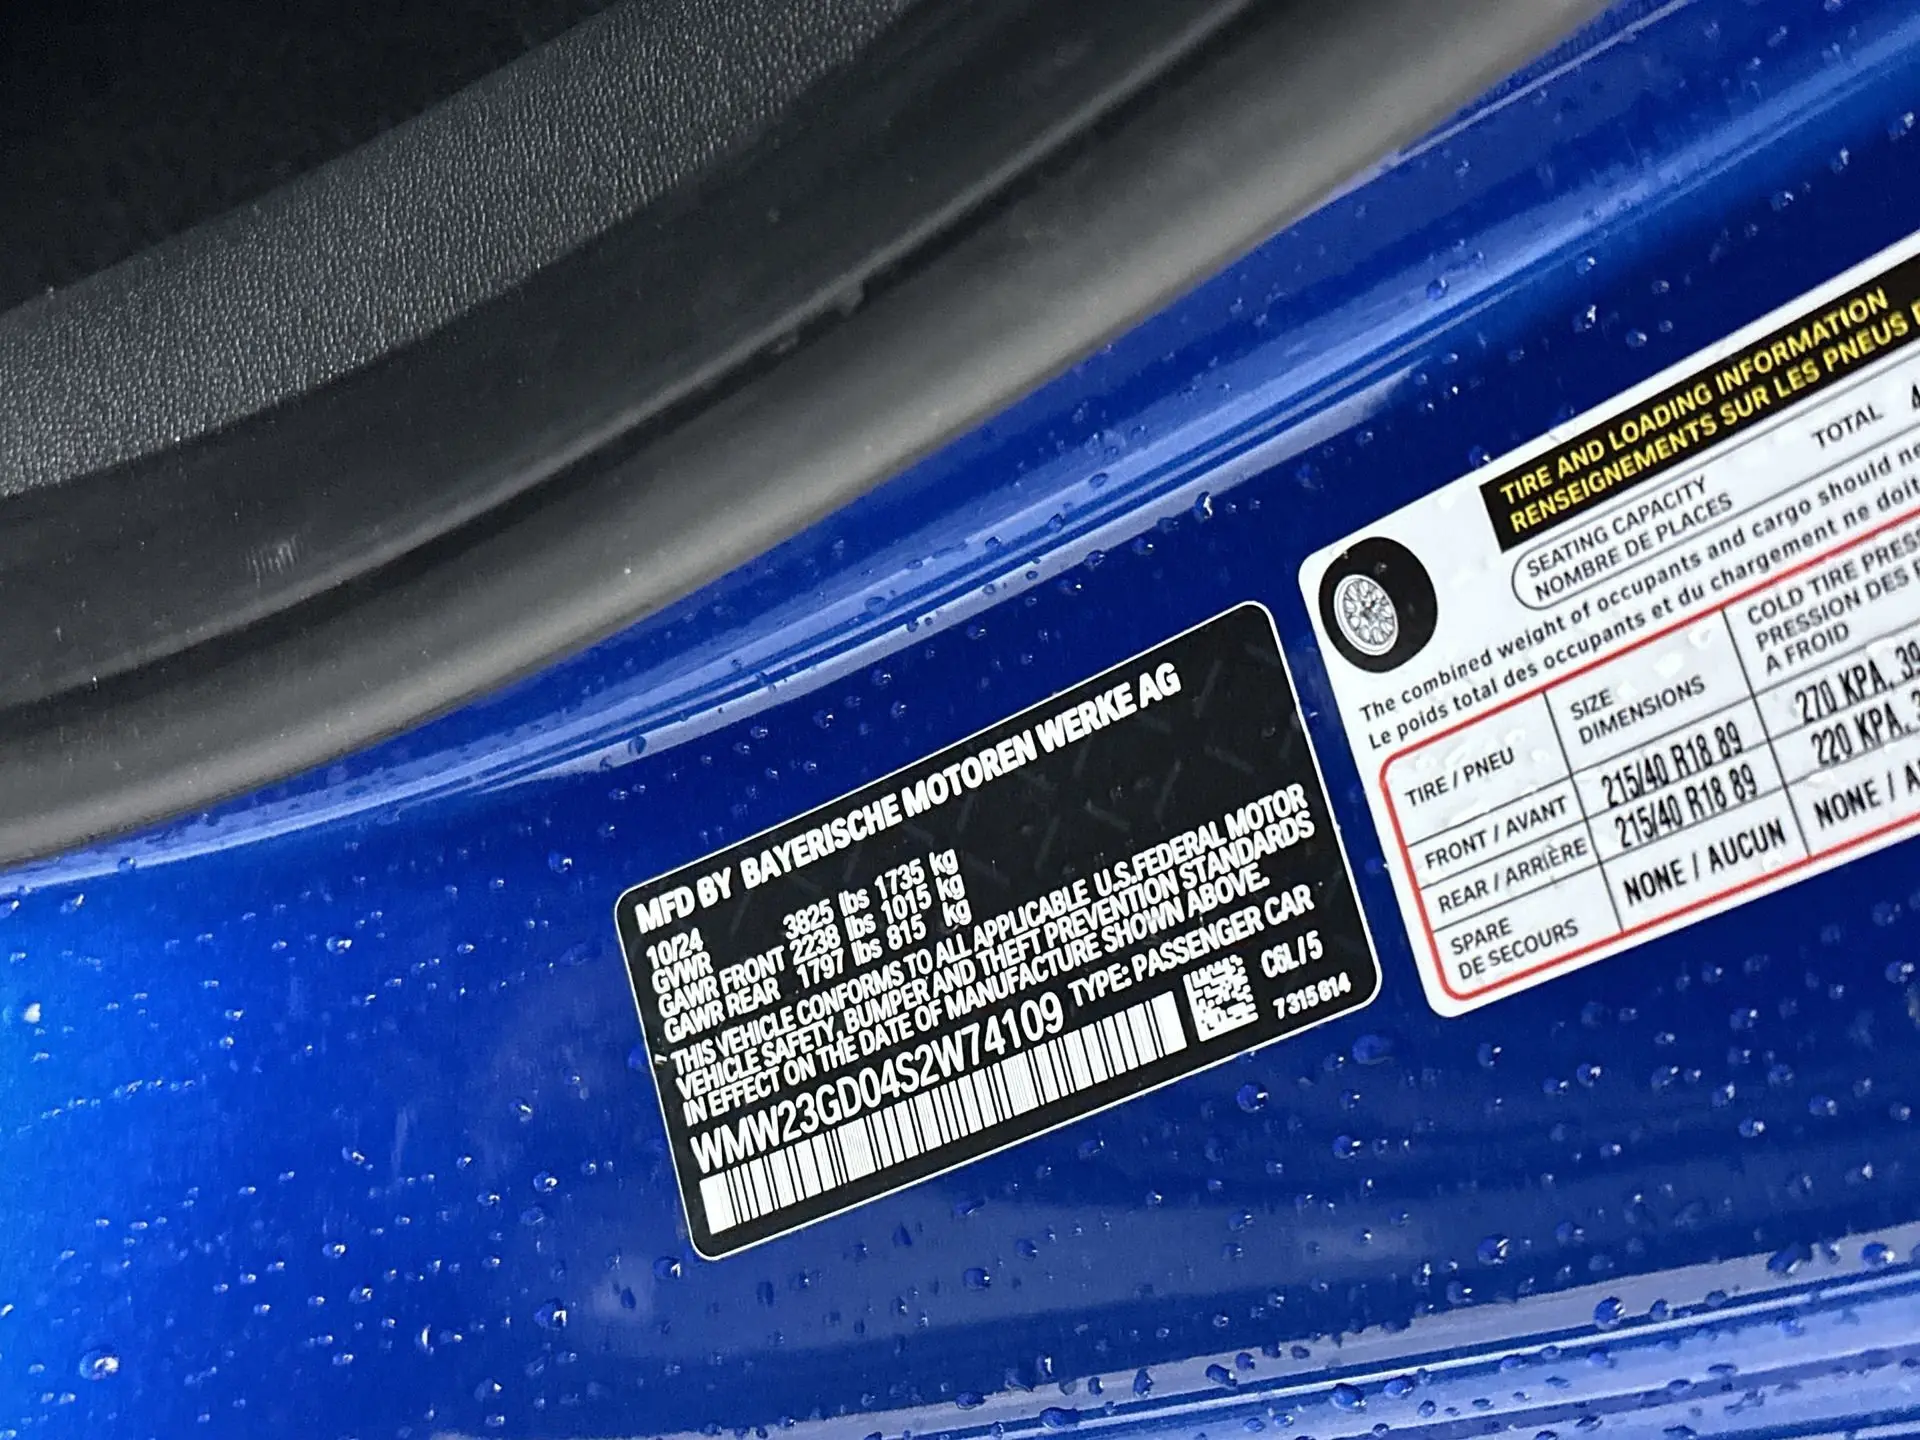 MFD BY BAYERISCHE MOTOREN WERKE AG
10/24
GVWR 3825 lbs 1735 kg
GAWR FRONT 2238 lbs 1015 kg
GAWR REAR 1797 lbs 815 kg
THIS VEHICLE CONFORMS TO ALL APPLICABLE U.S.FEDERAL MOTOR
VEHICLE SAFETY, BUMPER AND THEFT PREVENTION STANDARDS
IN EFFECT ON THE DATE OF MANUFACTURE SHOWN ABOVE.
WMW23GD04S2W74109 TYPE: PASSENGER CAR
C6L/5
7315814
TIRE AND LOADING INFORMATION
RENSEIGNEMENTS SUR LES PNEUS
SEATING CAPACITY
NOMBRE DE PLACES
TOTAL
The combined weight of occupants and cargo should
Le poids total des occupants et du chargement ne doit
TIRE / PNEU
SIZE
DIMENSIONS
COLD TIRE
PRESSION DES
A FROID
FRONT / AVANT 215/40 R18 89 270 KPA,
REAR / ARRIÈRE 215/40 R18 89 220 KPA,
SPARE
DE SECOURS
NONE / AUCUN
NONE /